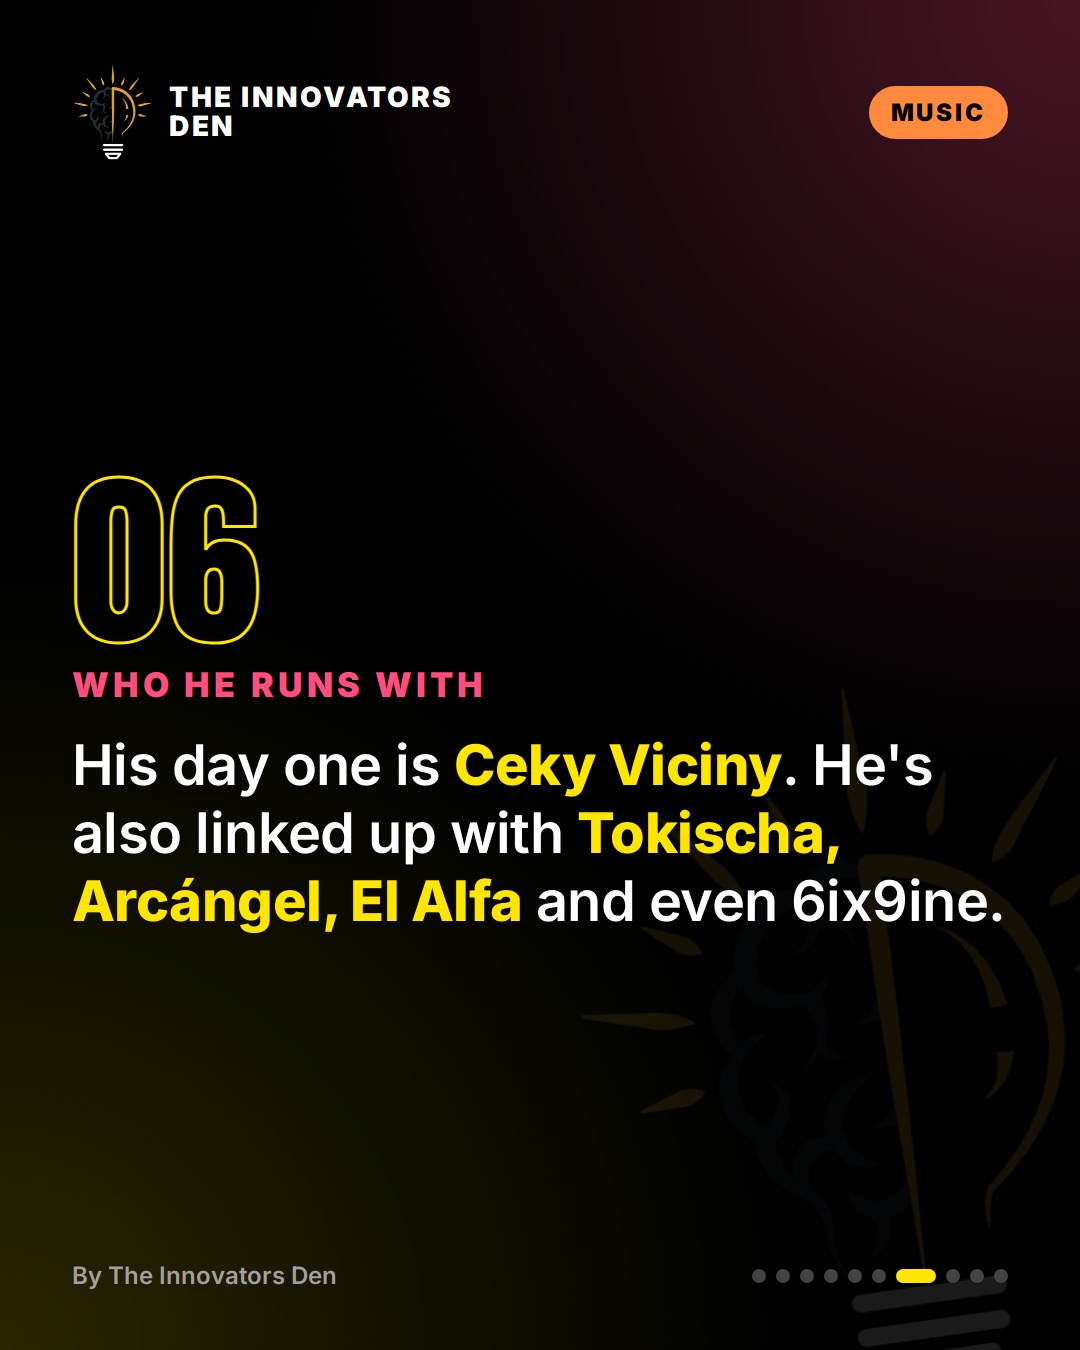 THE INNOVATORS
DEN
MUSIC
06
WHO HE RUNS WITH
His day one is Ceky Viciny. He's
also linked up with Tokischa,
Arcángel, El Alfa and even 6ix9ine.
By The Innovators Den